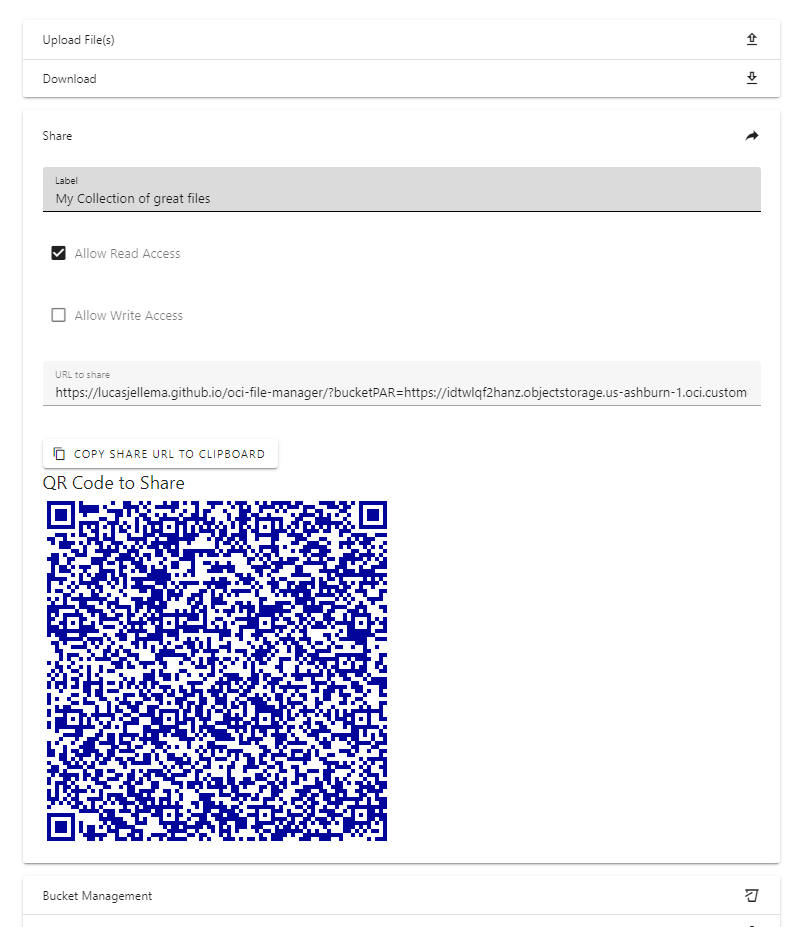 Upload File(s)
Download
Share
Label
My Collection of great files
Allow Read Access
Allow Write Access
URL to share
https://lucasjellema.github.io/oci-file-manager/?bucketPAR=https://idtwlqf2hanz.objectstorage.us-ashburn-1.oci.custom
COPY SHARE URL TO CLIPBOARD
QR Code to Share
Bucket Management